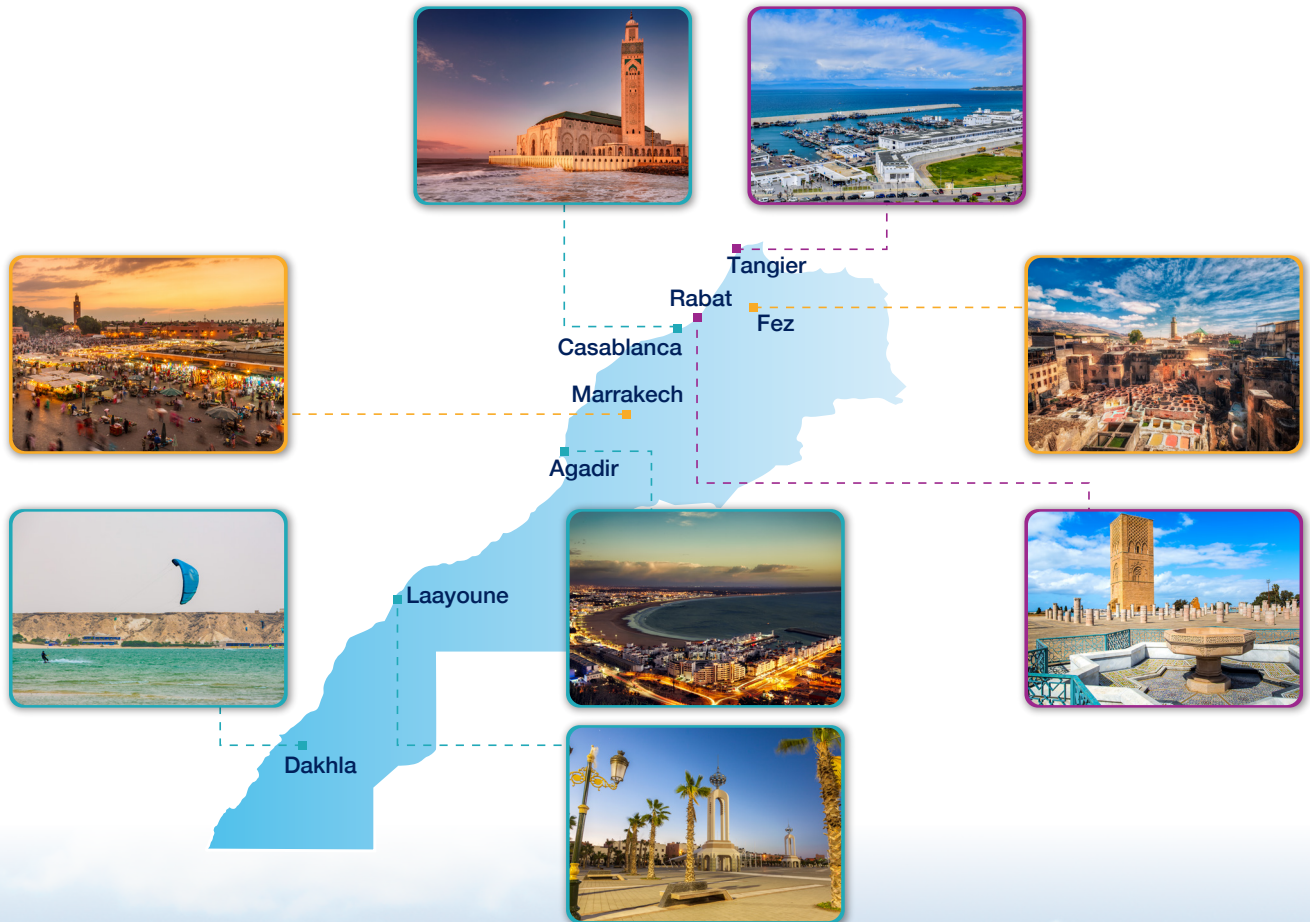 Tangier
Rabat
Fez
Casablanca
Marrakech
Agadir
Laayoune
Dakhla